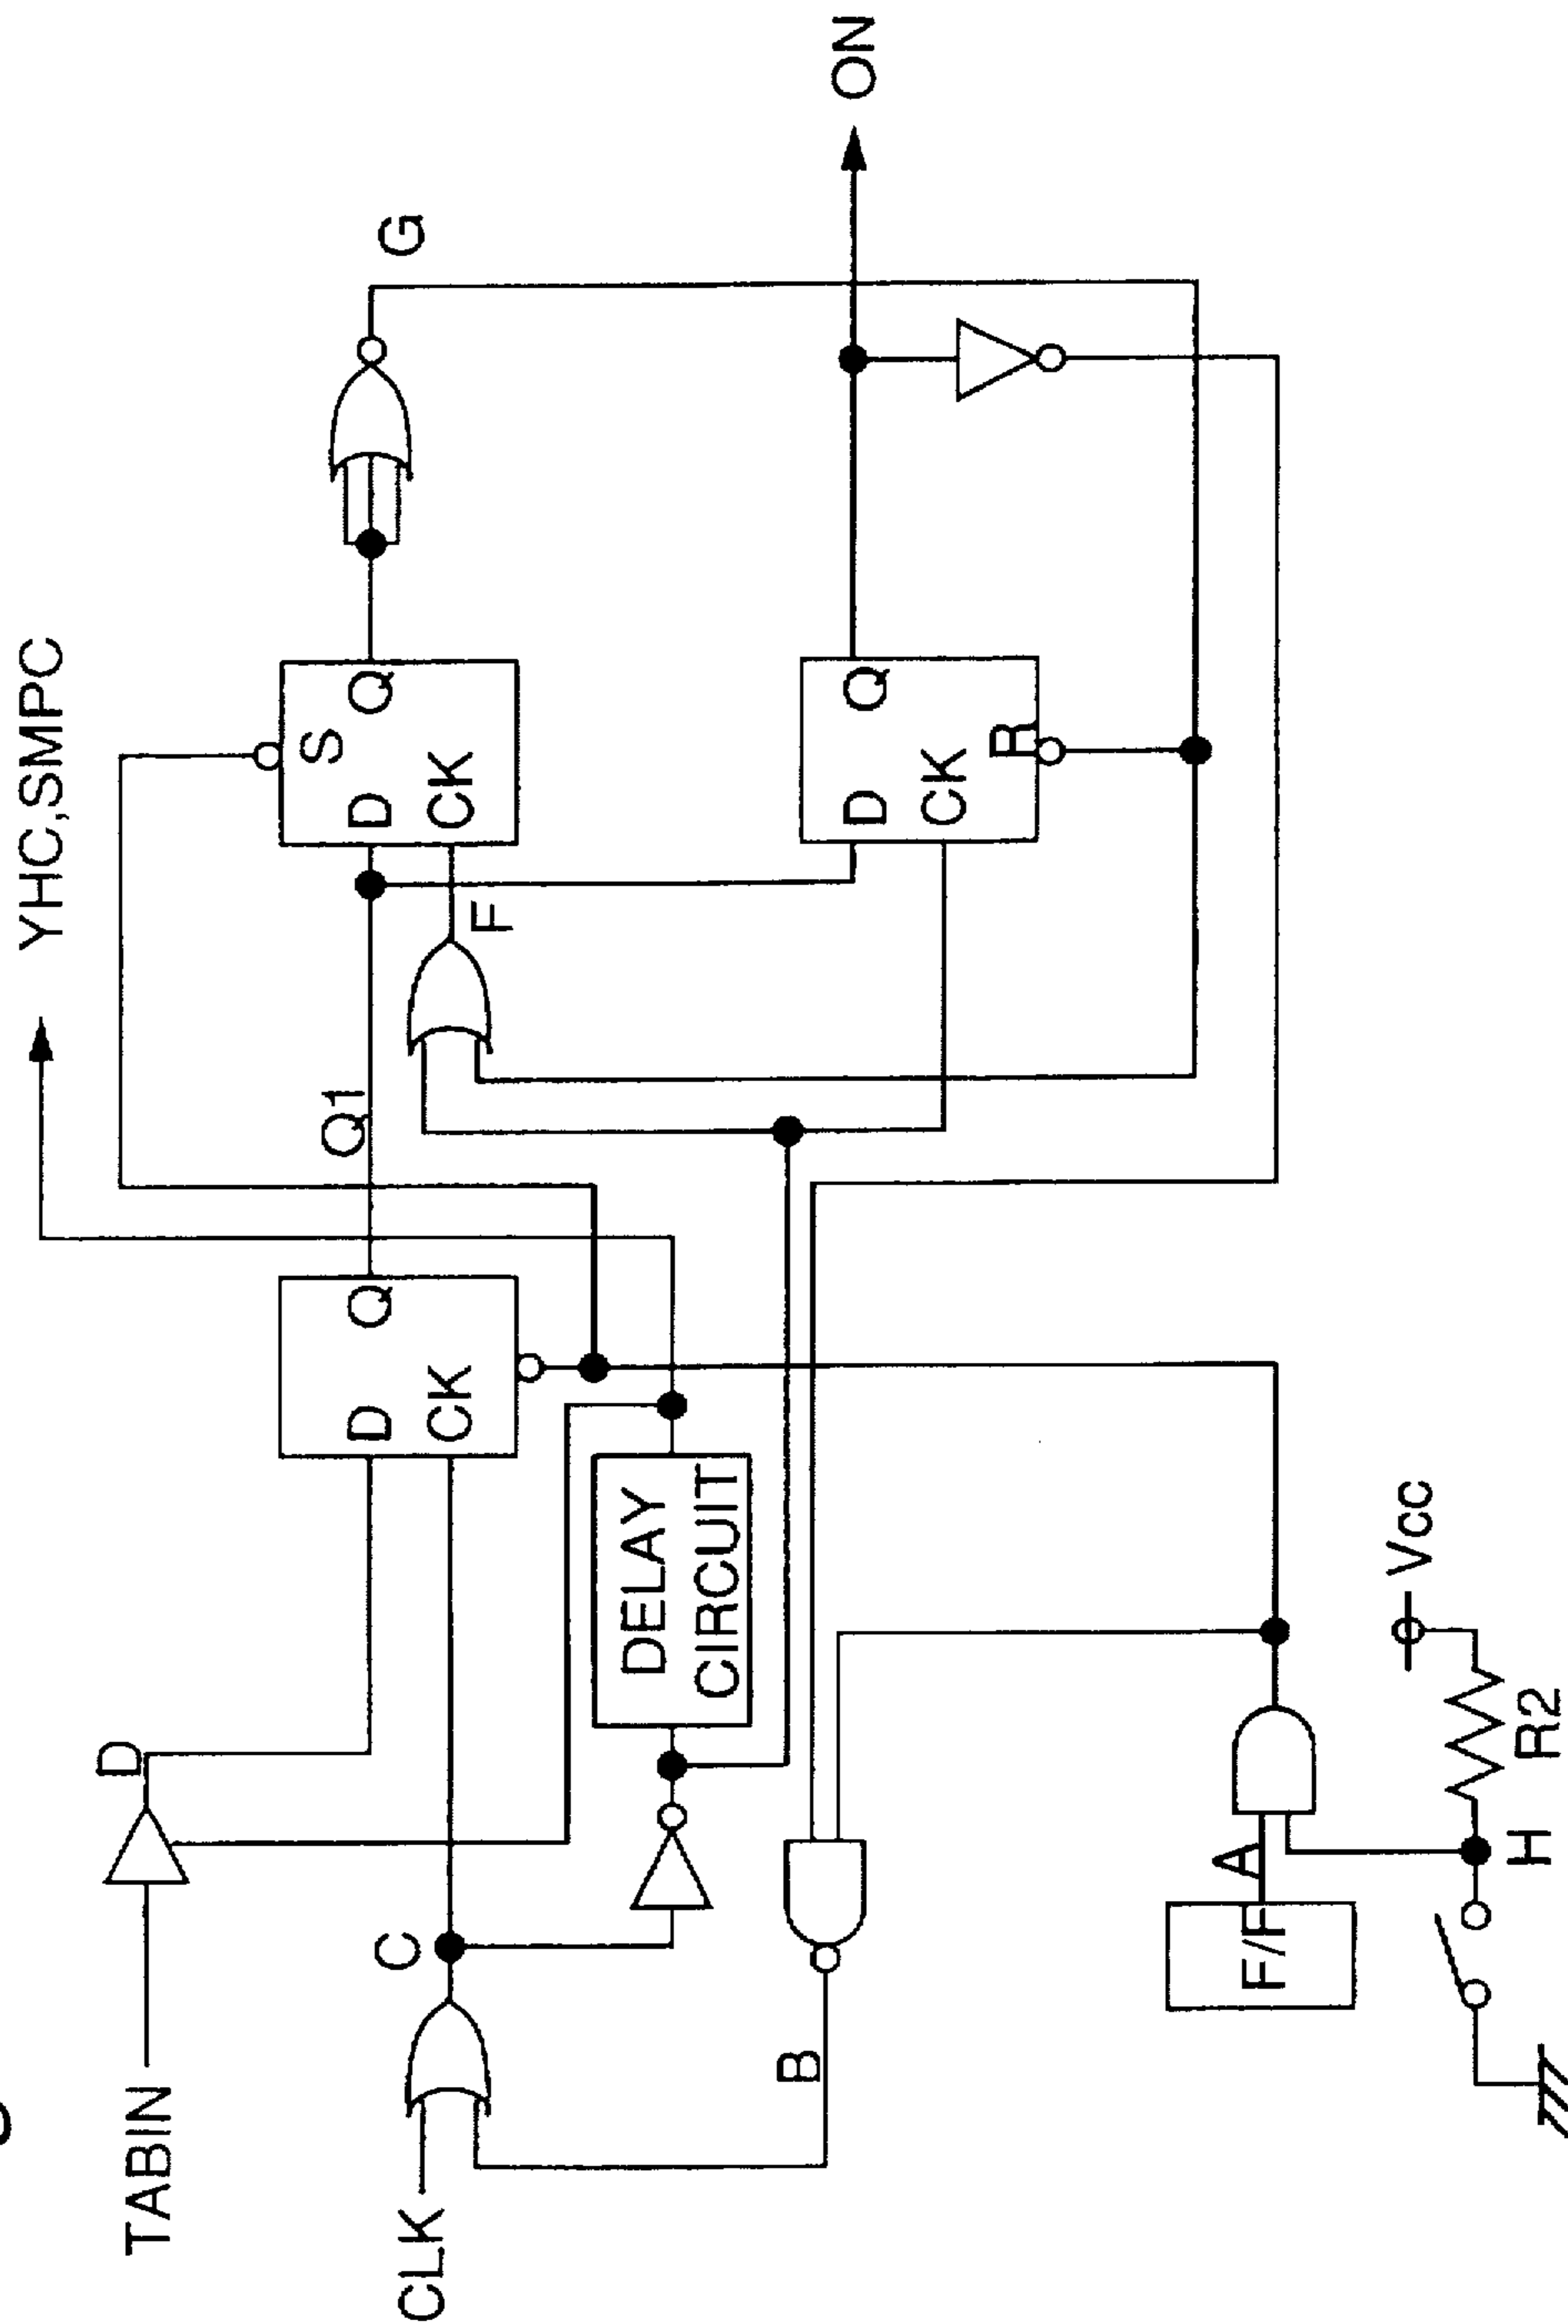 YHC,SMPC
TABIN
D
D
Q
CK
Q1
D
S
Q
CK
G
CLK
C
F
DELAY
CIRCUIT
B
D
Q
CK
R
ON
A
F/F
H
R2
Vcc